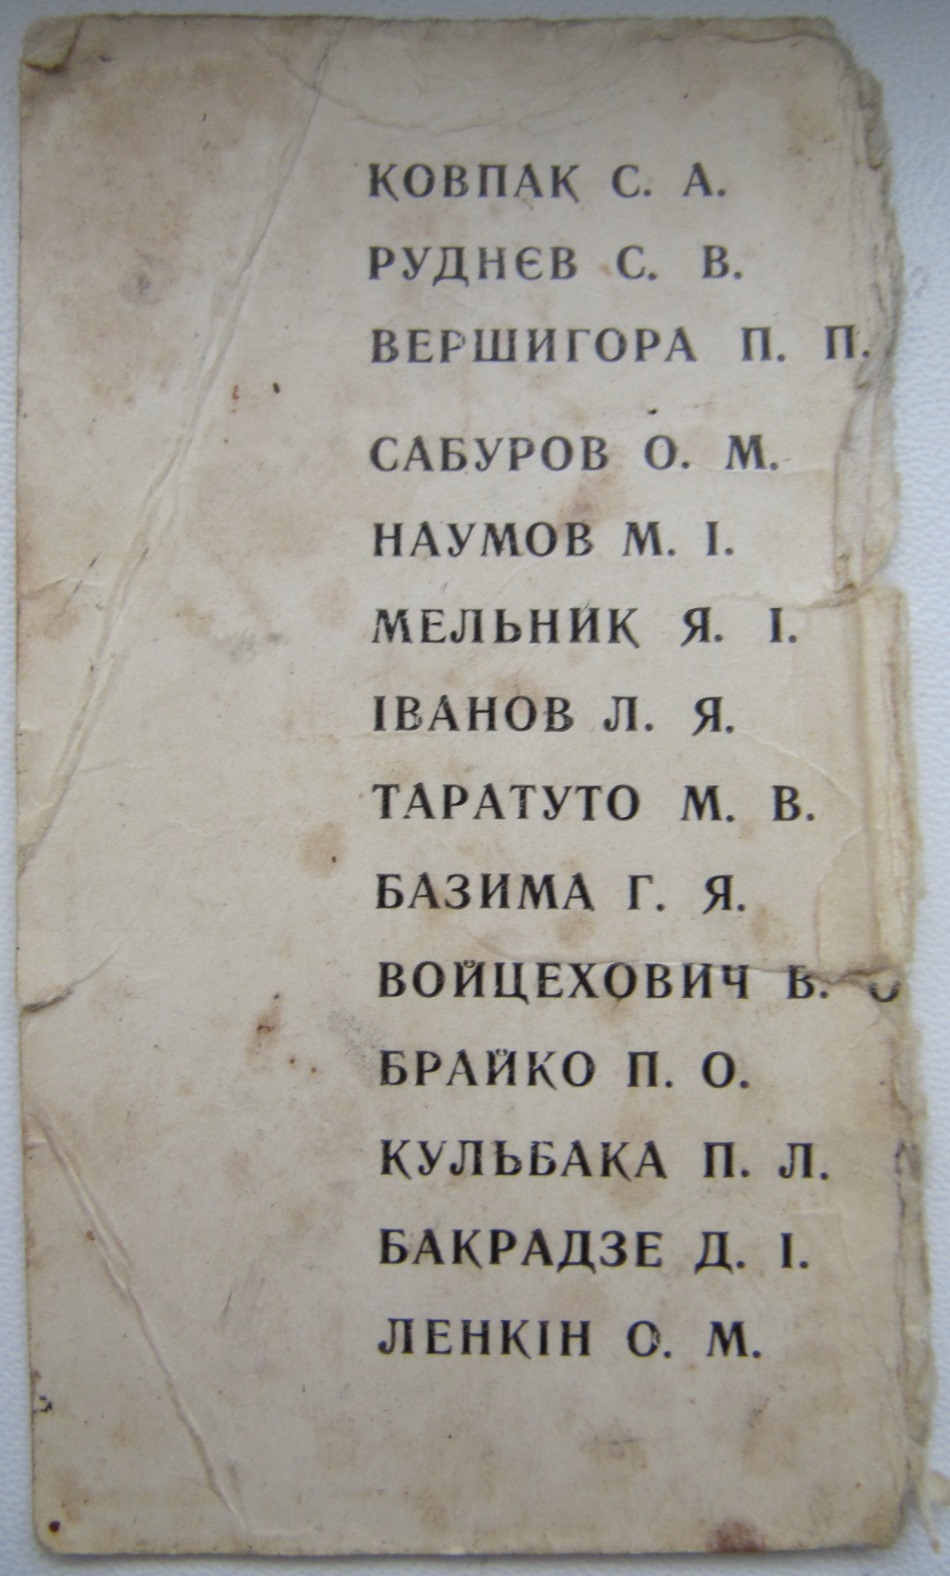 КОВПАК С. А.
РУДНЄВ С. В.
ВЕРШИГОРА П. П.
САБУРОВ О. М.
НАУМОВ М. І.
МЕЛЬНИК Я. І.
ІВАНОВ Л. Я.
ТАРАТУТО М. В.
БАЗИМА Г. Я.
ВОЙЦЕХОВИЧ В.
БРАЙКО П. О.
КУЛЬБАКА П. Л.
БАКРАДЗЕ Д. І.
ЛЕНКІН О. М.